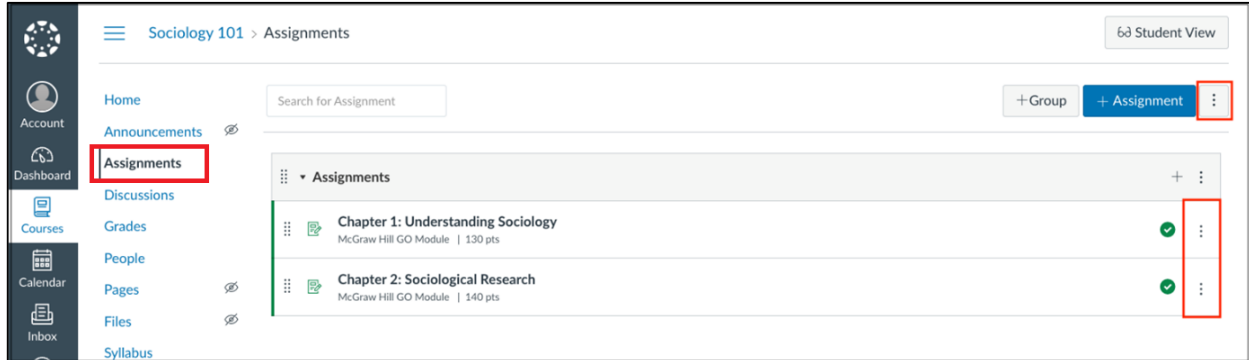 Sociology 101 > Assignments
Student View
Account
Dashboard
Courses
Calendar
Inbox
Home
Announcements
Assignments
Discussions
Grades
People
Pages
Files
Syllabus
Search for Assignment
+Group
+ Assignment
Assignments
Chapter 1: Understanding Sociology
McGraw Hill GO Module | 130 pts
Chapter 2: Sociological Research
McGraw Hill GO Module | 140 pts